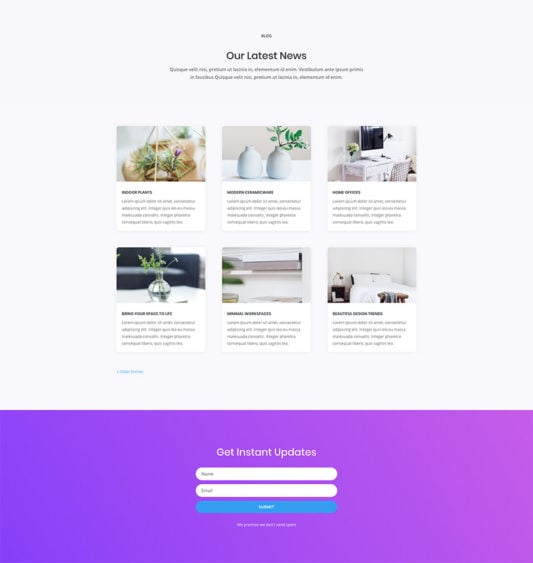 BLOG
Our Latest News
Quisque velit nisi, pretium ut lacinia in, elementum id enim. Vestibulum ante ipsum primis
in faucibus Quisque velit nisi, pretium ut lacinia in, elementum id enim.
INDOOR PLANTS
Lorem ipsum dolor sit amet, consectetur
adipiscing elit. Integer quis leo eu massa
malesuada convallis. Integer pharetra
consequat libero, quis sagittis leo.
MODERN CERAMICWARE
Lorem ipsum dolor sit amet, consectetur
adipiscing elit. Integer quis leo eu massa
malesuada convallis. Integer pharetra
consequat libero, quis sagittis leo.
HOME OFFICES
Lorem ipsum dolor sit amet, consectetur
adipiscing elit. Integer quis leo eu massa
malesuada convallis. Integer pharetra
consequat libero, quis sagittis leo.
BRING YOUR SPACE TO LIFE
Lorem ipsum dolor sit amet, consectetur
adipiscing elit. Integer quis leo eu massa
malesuada convallis. Integer pharetra
consequat libero, quis sagittis leo.
MINIMAL WORKSPACES
Lorem ipsum dolor sit amet, consectetur
adipiscing elit. Integer quis leo eu massa
malesuada convallis. Integer pharetra
consequat libero, quis sagittis leo.
BEAUTIFUL DESIGN TRENDS
Lorem ipsum dolor sit amet, consectetur
adipiscing elit. Integer quis leo eu massa
malesuada convallis. Integer pharetra
consequat libero, quis sagittis leo.
« Older Entries
Get Instant Updates
Name
Email
SUBMIT
We promise we don't send spam